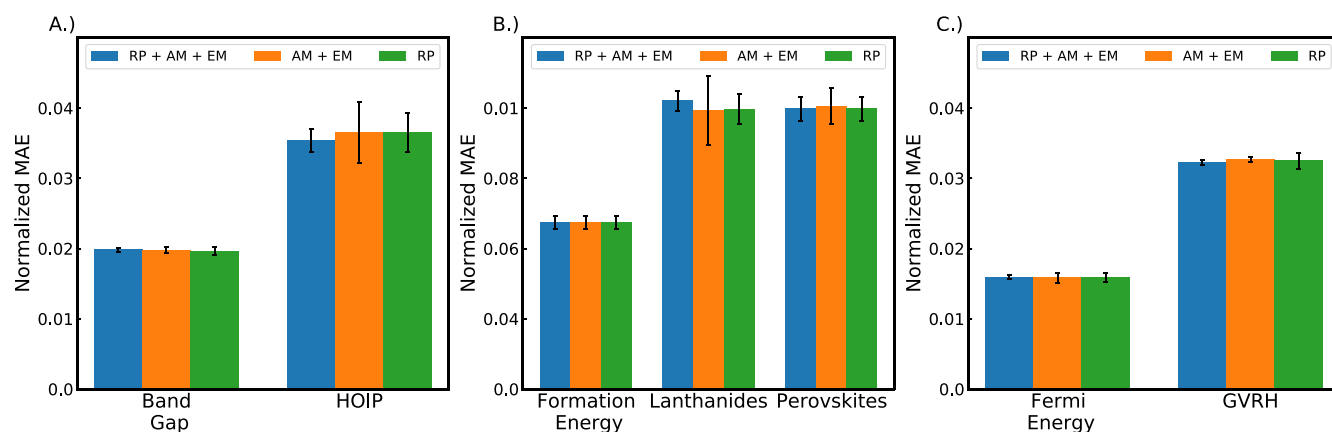 A.)
RP + AM + EM AM + EM RP
Normalized MAE
0.04
0.03
0.02
0.01
0.0
Band Gap
HOIP
B.)
RP + AM + EM AM + EM RP
Normalized MAE
0.01
0.08
0.06
0.04
0.0
Formation Energy
Lanthanides
Perovskites
C.)
RP + AM + EM AM + EM RP
Normalized MAE
0.04
0.03
0.02
0.01
0.0
Fermi Energy
GVRH